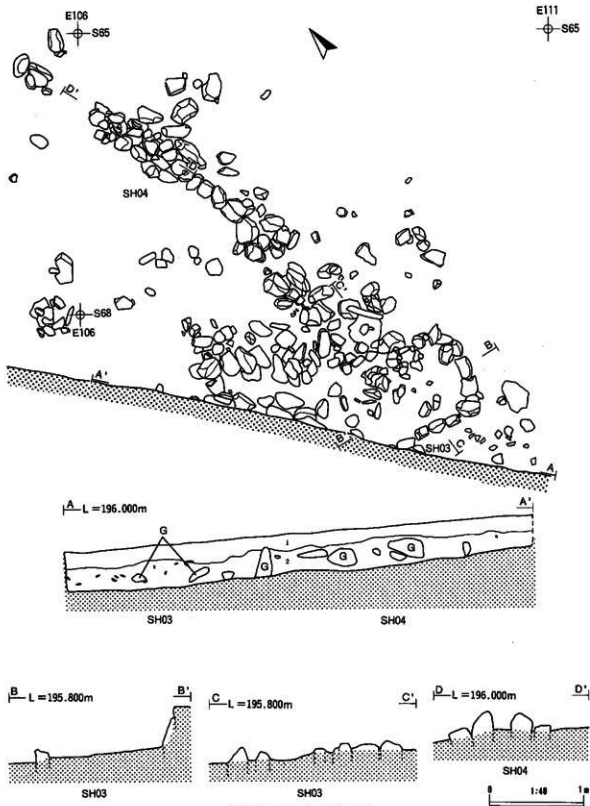 E106
S65
E111
S65
D'
SH04
C'
S68
E106
B
A'
B'
C
SH03
A
A L=196.000m A'
G
1
2
G G G
SH03 SH04
B L=195.800m B'
C L=195.800m C'
D L=196.000m D'
SH03
SH03
SH04
0 1:40 1m